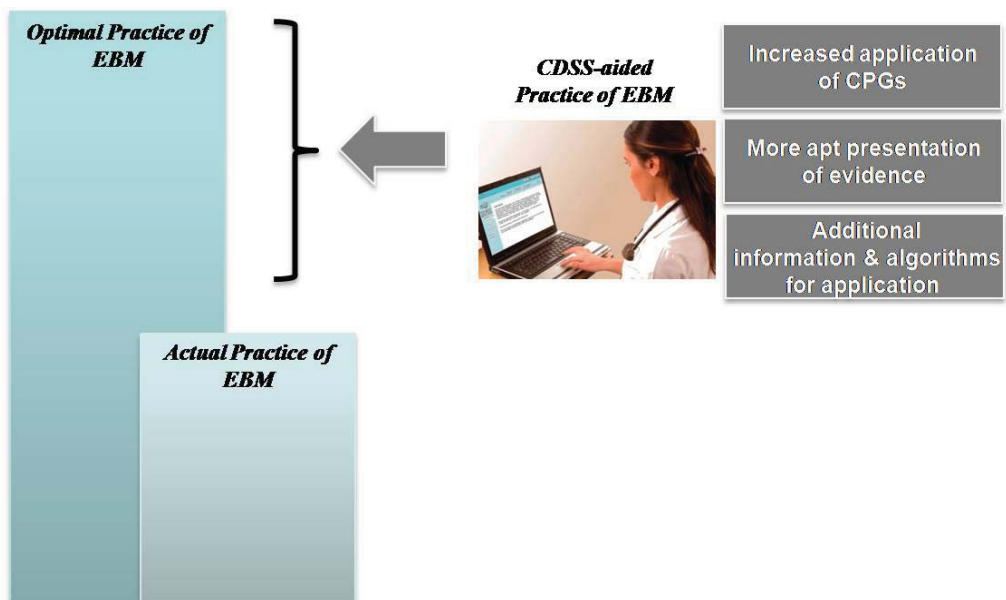 Optimal Practice of
EBM
CDSS-aided
Practice of EBM
Increased application
of CPGs
More apt presentation
of evidence
Additional
information & algorithms
for application
Actual Practice of
EBM